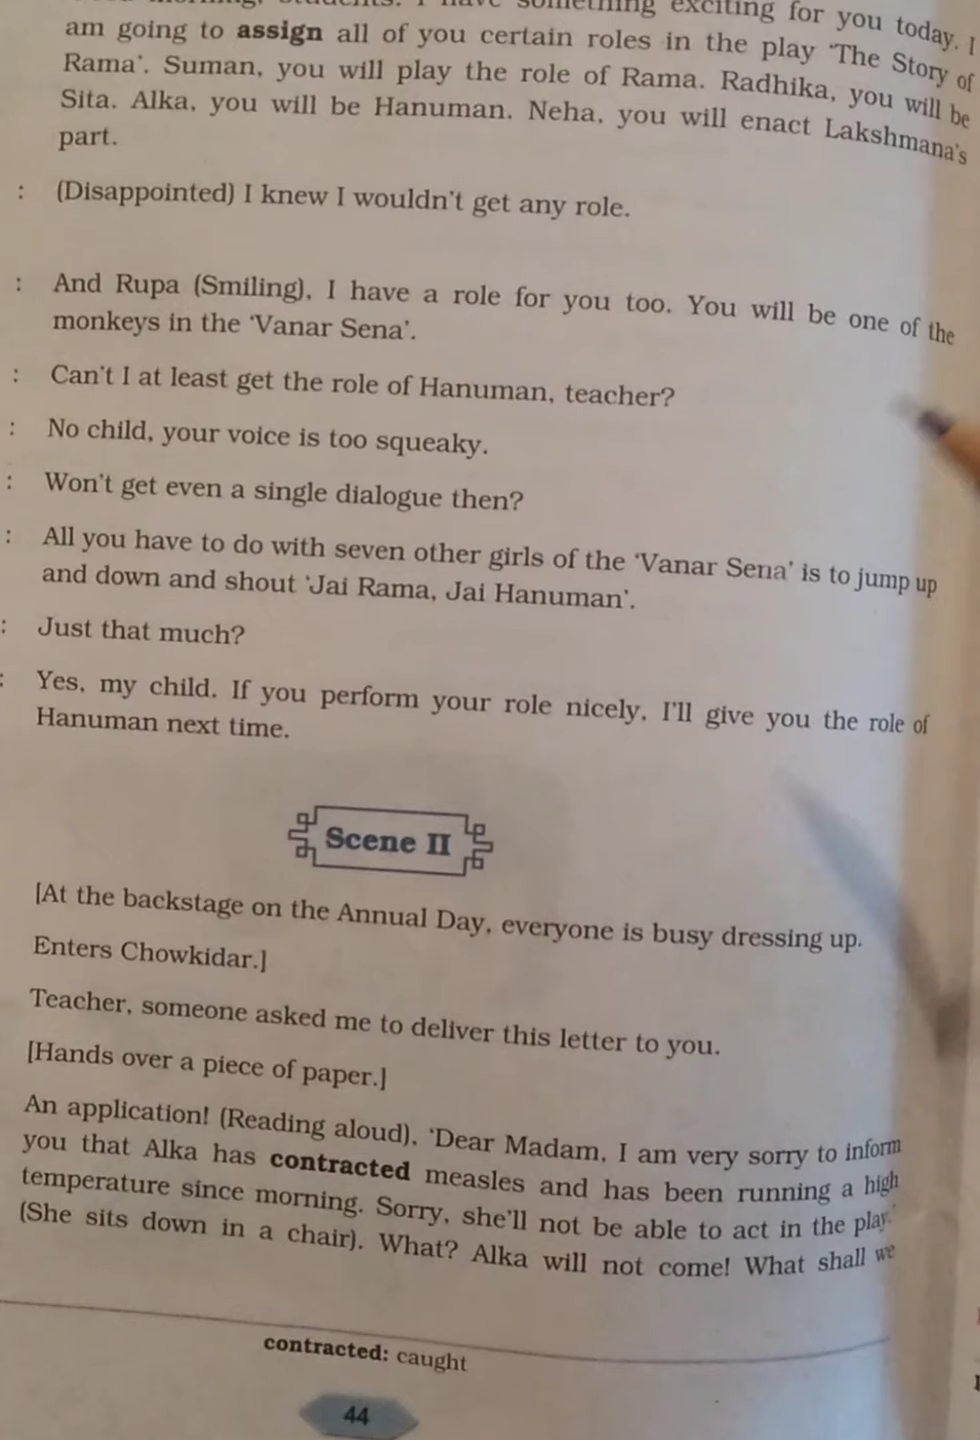 something exciting for you today. I
am going to assign all of you certain roles in the play 'The Story of
Rama'. Suman, you will play the role of Rama. Radhika, you will be
Sita. Alka, you will be Hanuman. Neha, you will enact Lakshmana's
part.
: (Disappointed) I knew I wouldn't get any role.
: And Rupa (Smiling), I have a role for you too. You will be one of the
monkeys in the 'Vanar Sena'.
: Can't I at least get the role of Hanuman, teacher?
: No child, your voice is too squeaky.
: Won't get even a single dialogue then?
: All you have to do with seven other girls of the 'Vanar Sena' is to jump up
and down and shout 'Jai Rama, Jai Hanuman'.
: Just that much?
: Yes, my child. If you perform your role nicely, I'll give you the role of
Hanuman next time.
Scene II
[At the backstage on the Annual Day, everyone is busy dressing up.
Enters Chowkidar.]
Teacher, someone asked me to deliver this letter to you.
[Hands over a piece of paper.]
An application! (Reading aloud), 'Dear Madam, I am very sorry to inform
you that Alka has contracted measles and has been running a high
temperature since morning. Sorry, she'll not be able to act in the play.'
(She sits down in a chair). What? Alka will not come! What shall we
contracted: caught
44